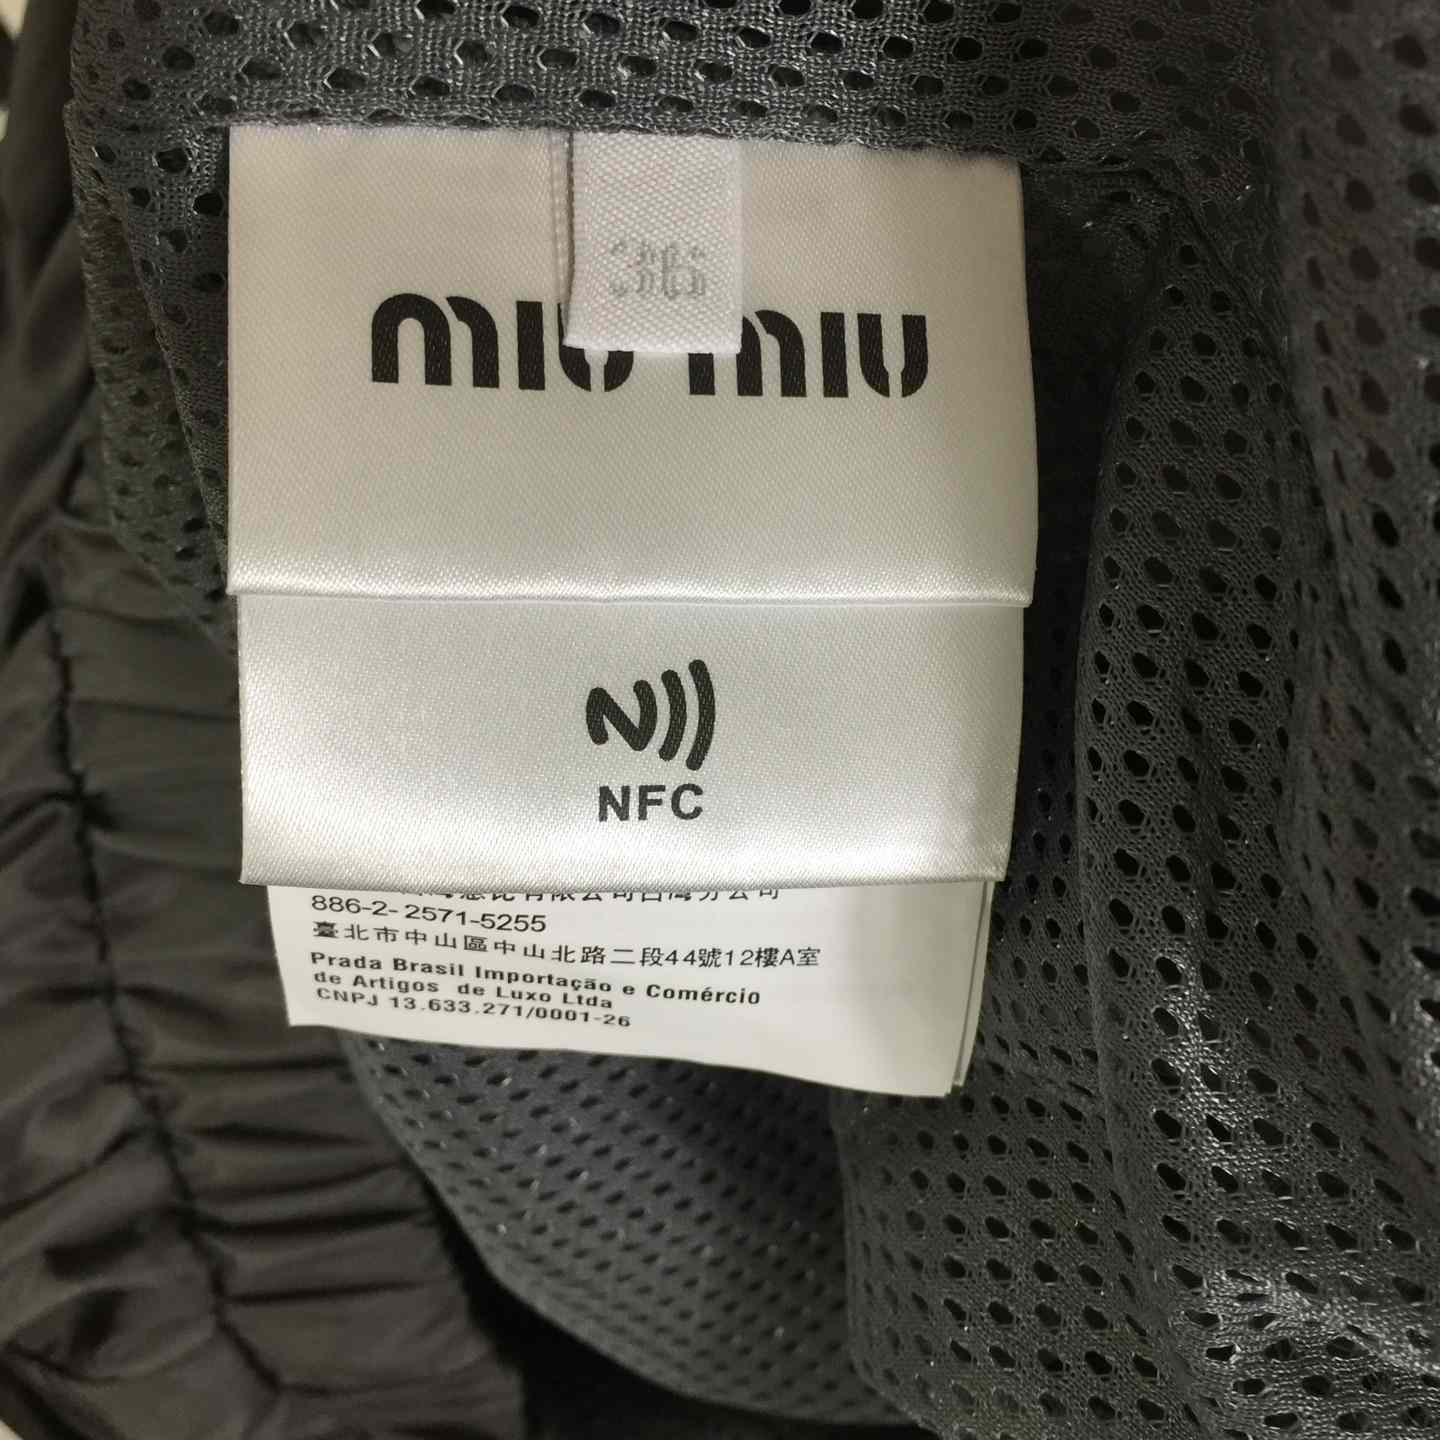 miu miu
NFC
886-2- 2571-5255
臺北市中山區中山北路二段44號12樓A室
Prada Brasil Importação e Comércio
de Artigos de Luxo Ltda
CNPJ 13.633.271/0001-26